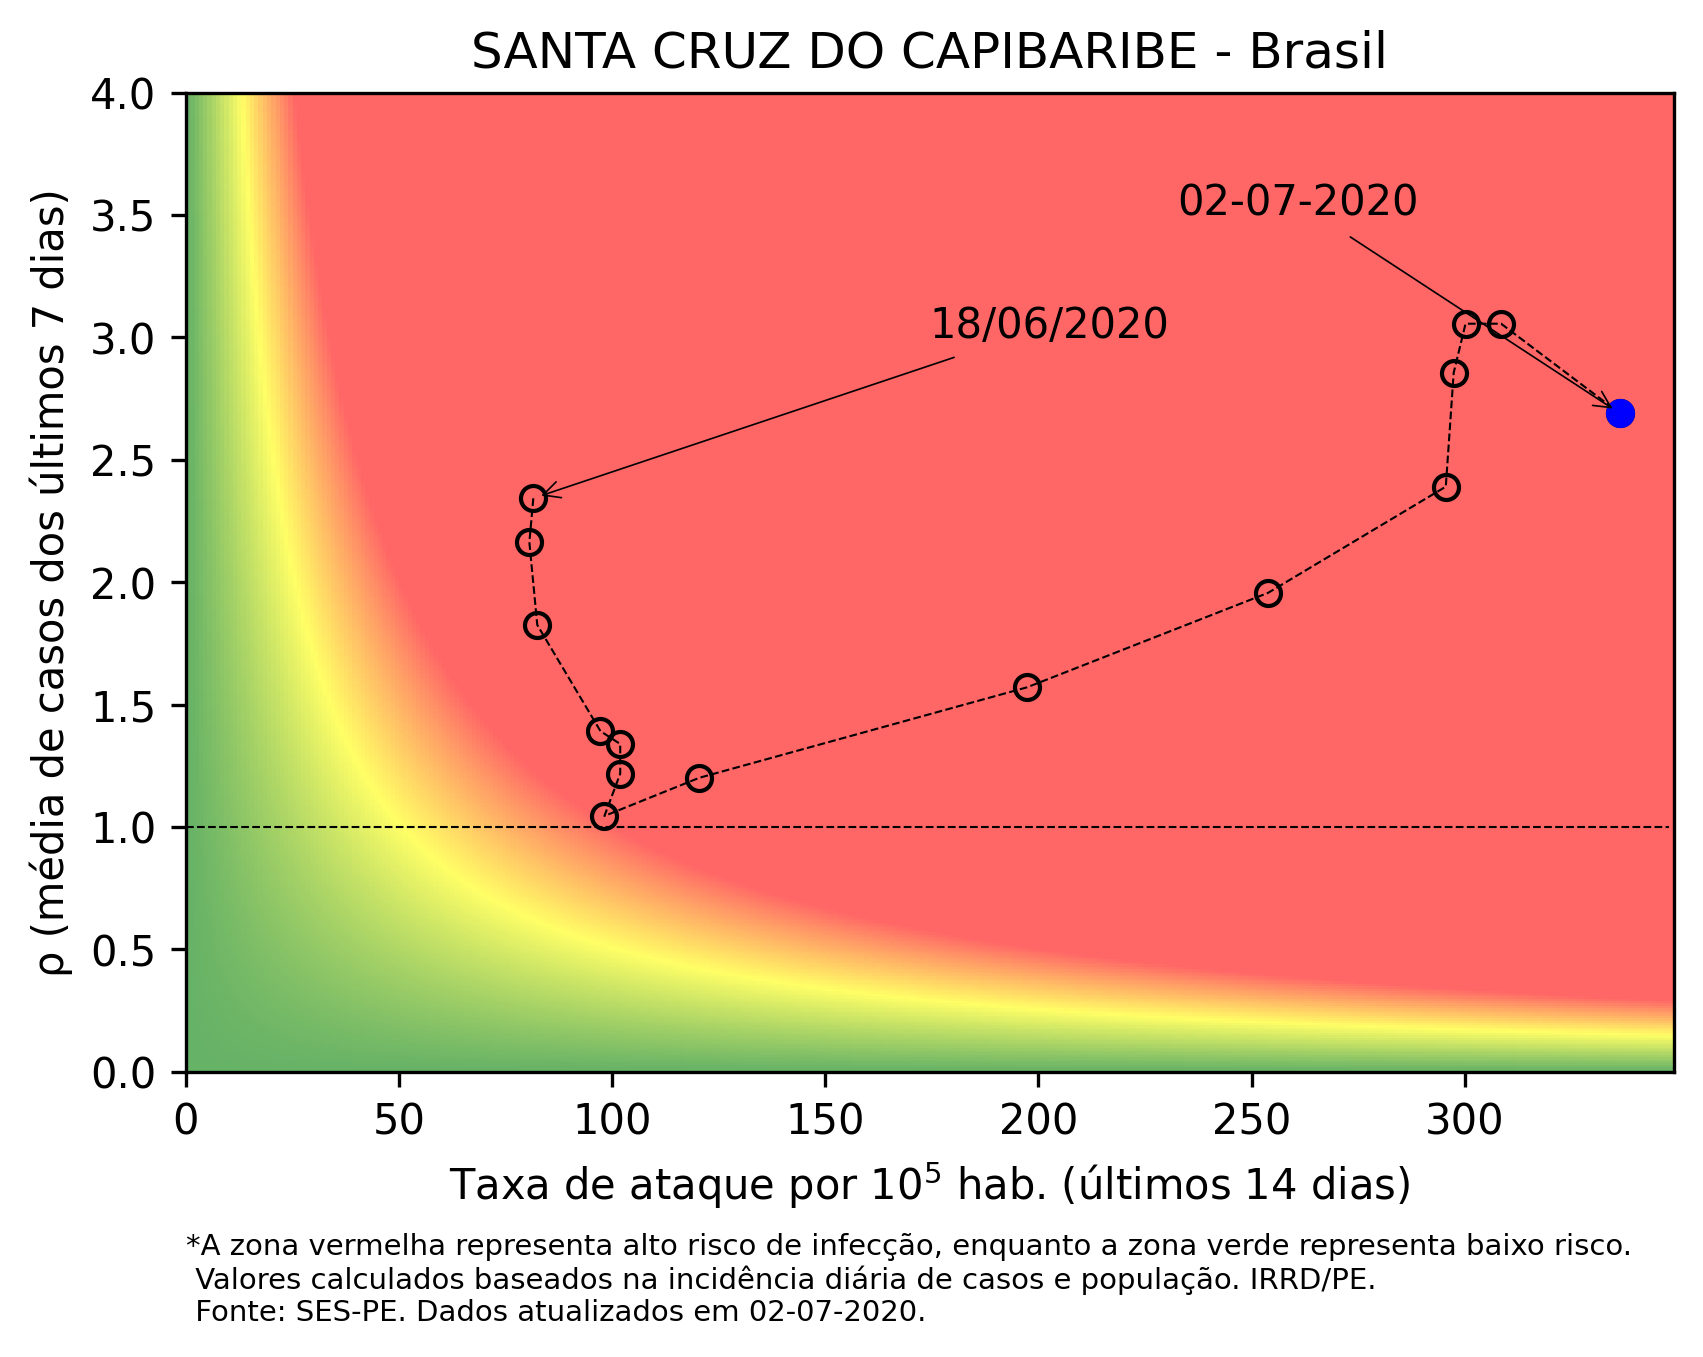 SANTA CRUZ DO CAPIBARIBE - Brasil
4.0
3.5
3.0
2.5
2.0
1.5
1.0
0.5
0.0
ρ (média de casos dos últimos 7 dias)
02-07-2020
18/06/2020
0 50 100 150 200 250 300
Taxa de ataque por 10⁵ hab. (últimos 14 dias)
*A zona vermelha representa alto risco de infecção, enquanto a zona verde representa baixo risco.
Valores calculados baseados na incidência diária de casos e população. IRRD/PE.
Fonte: SES-PE. Dados atualizados em 02-07-2020.